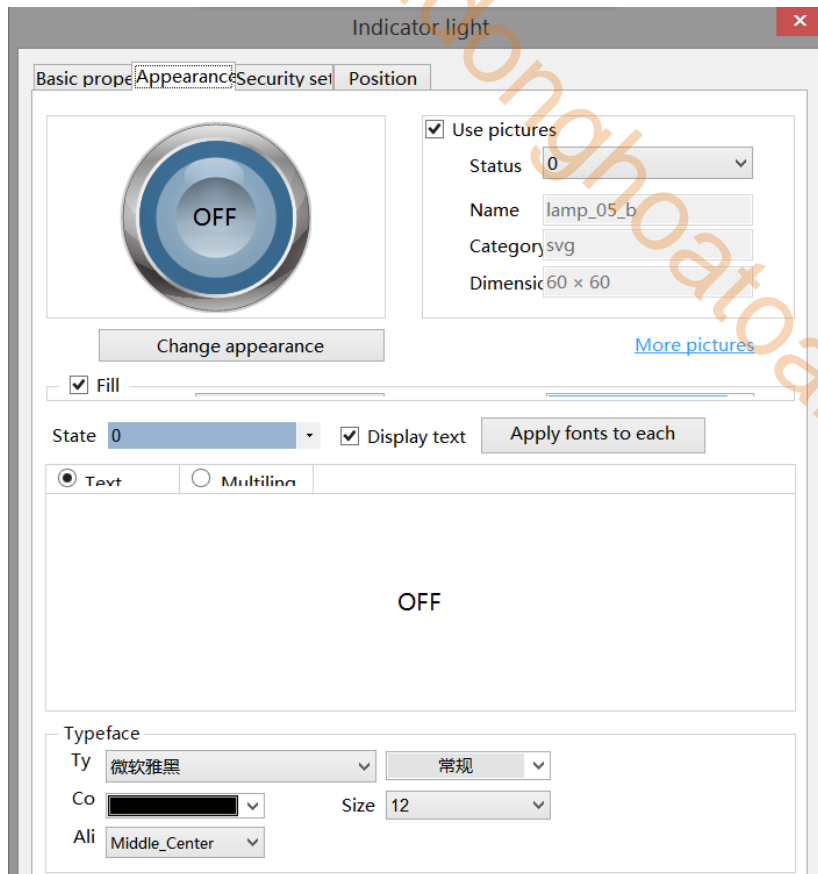 Indicator light
Basic prope Appearance Security set Position
Use pictures
OFF
Status 0
Name lamp_05_b
Category svg
Dimensic 60 × 60
Change appearance
More pictures
Fill
State 0 Display text Apply fonts to each
Text Multiling
OFF
Typeface
Ty 微软雅黑 常规
Co Size 12
Ali Middle_Center
donghoatoa